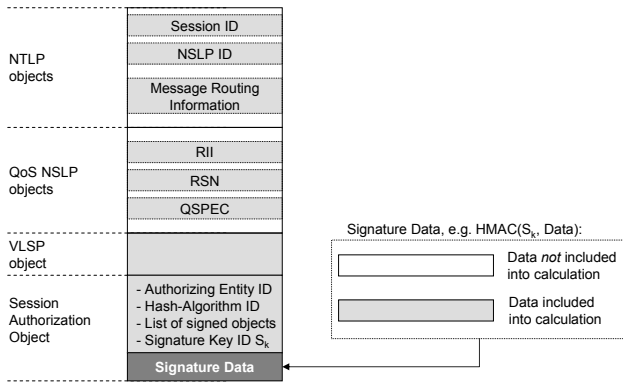 Session ID
NSLP ID
NTLP
objects
Message Routing
Information
RII
QoS NSLP
objects
RSN
QSPEC
Signature Data, e.g. HMAC(Sk, Data):
VLSP
object
Data not included
into calculation
Session
Authorization
Object
- Authorizing Entity ID
- Hash-Algorithm ID
- List of signed objects
- Signature Key ID Sk
Data included
into calculation
Signature Data